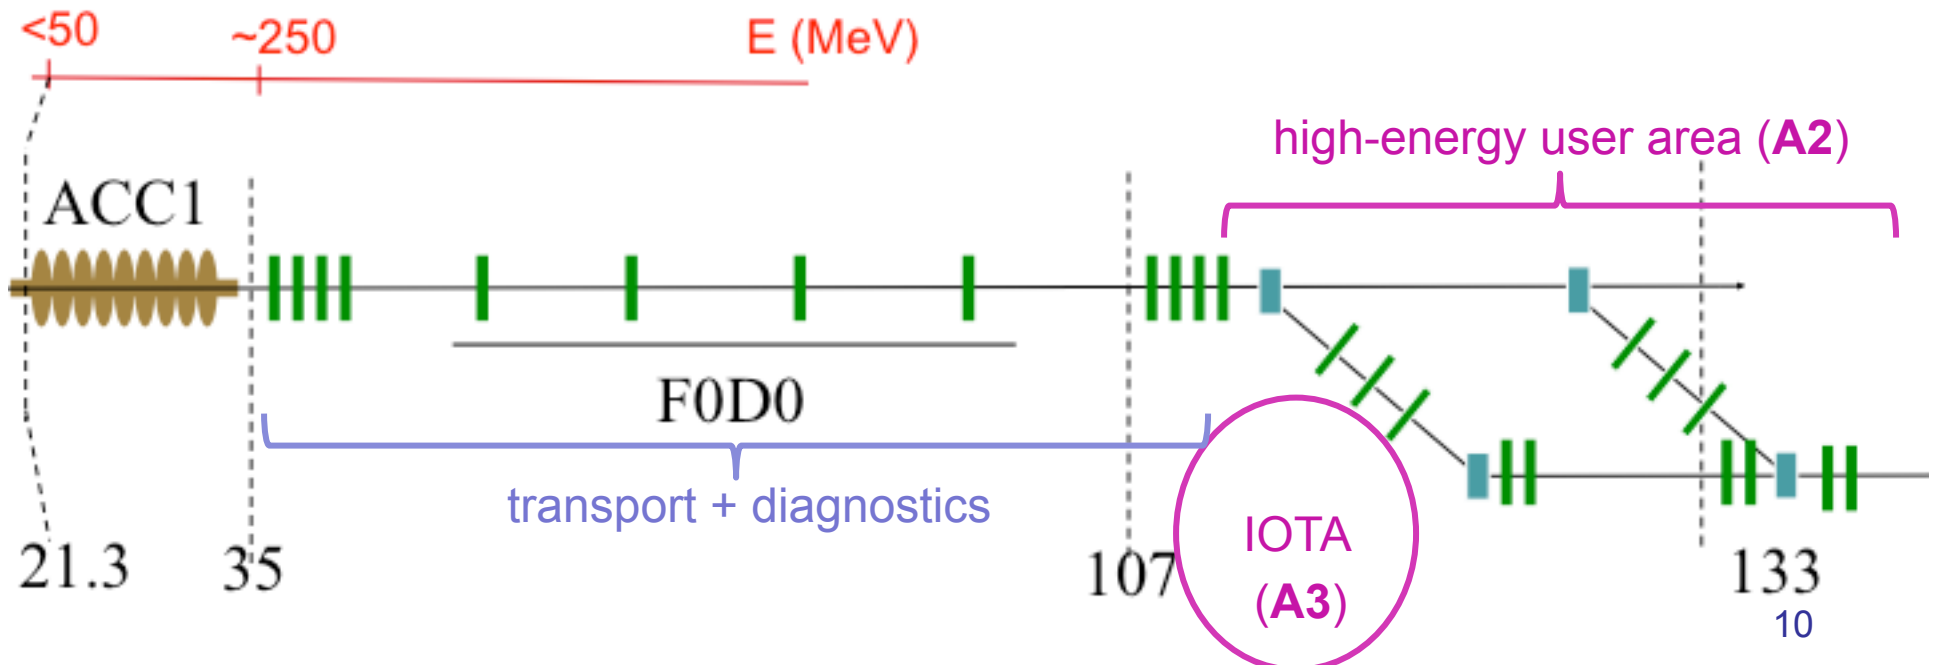 <50
~250
E (MeV)
high-energy user area (A2)
ACC1
F0D0
transport + diagnostics
IOTA
(A3)
21.3
35
107
133
10